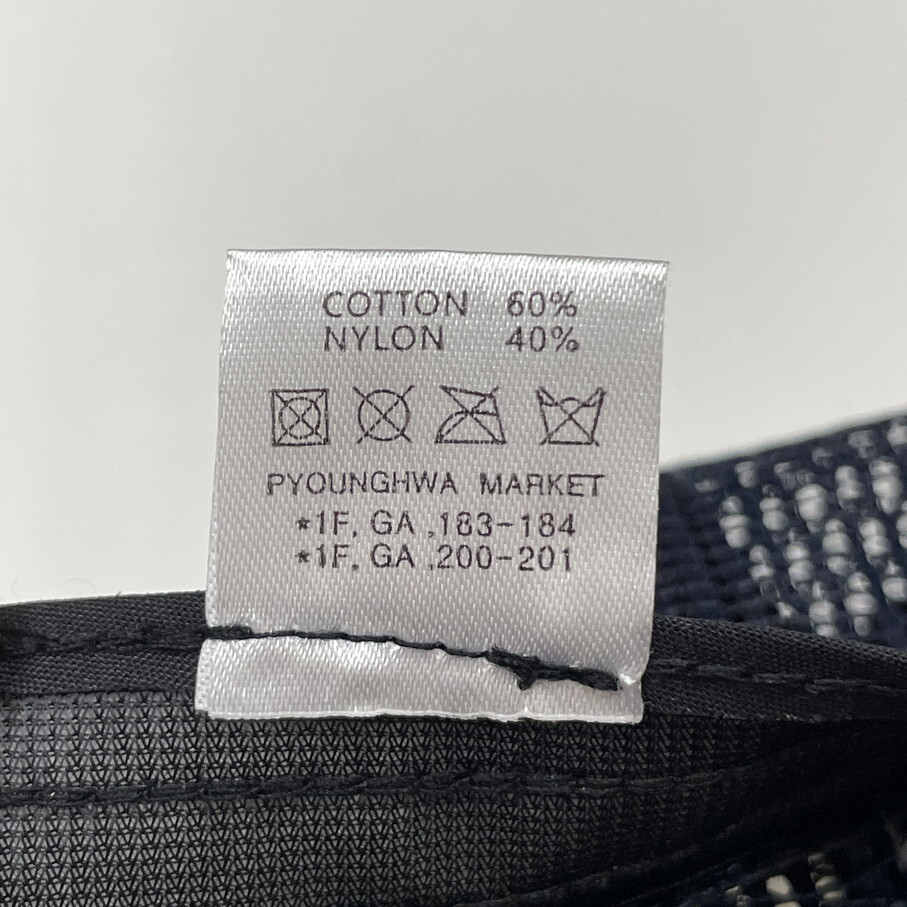 COTTON 60%
NYLON 40%
PYOUNGHWA MARKET
*1F, GA ,183-184
*1F, GA ,200-201